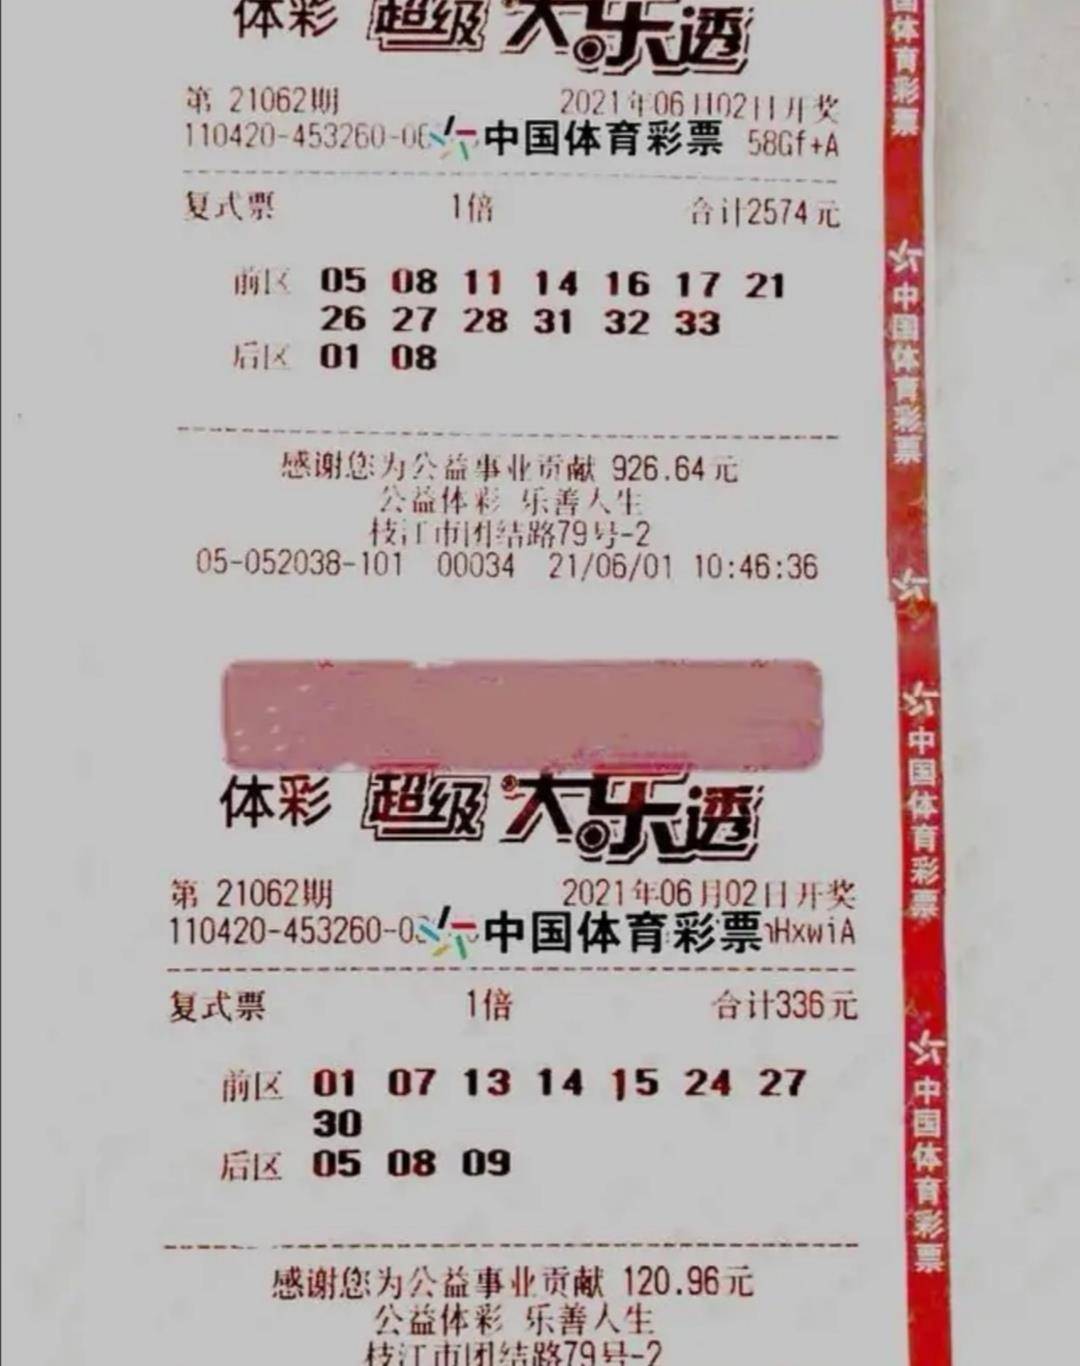 体彩 超级大乐透
第 21062期 2021年06月02日开奖
110420-453260-0 中国体育彩票 58Gf+A
复式票 1倍 合计2574元
前区 05 08 11 14 16 17 21
26 27 28 31 32 33
后区 01 08
感谢您为公益事业贡献 926.64元
公益体彩 乐善人生
枝江市团结路79号-2
05-052038-101 00034 21/06/01 10:46:36
体彩 超级大乐透
第 21062期 2021年06月02日开奖
110420-453260-0 中国体育彩票 HxwiA
复式票 1倍 合计336元
前区 01 07 13 14 15 24 27
30
后区 05 08 09
感谢您为公益事业贡献 120.96元
公益体彩 乐善人生
枝江市团结路79号-2
国体育彩票
中国体育彩票
中国体育彩票
中国体育彩票